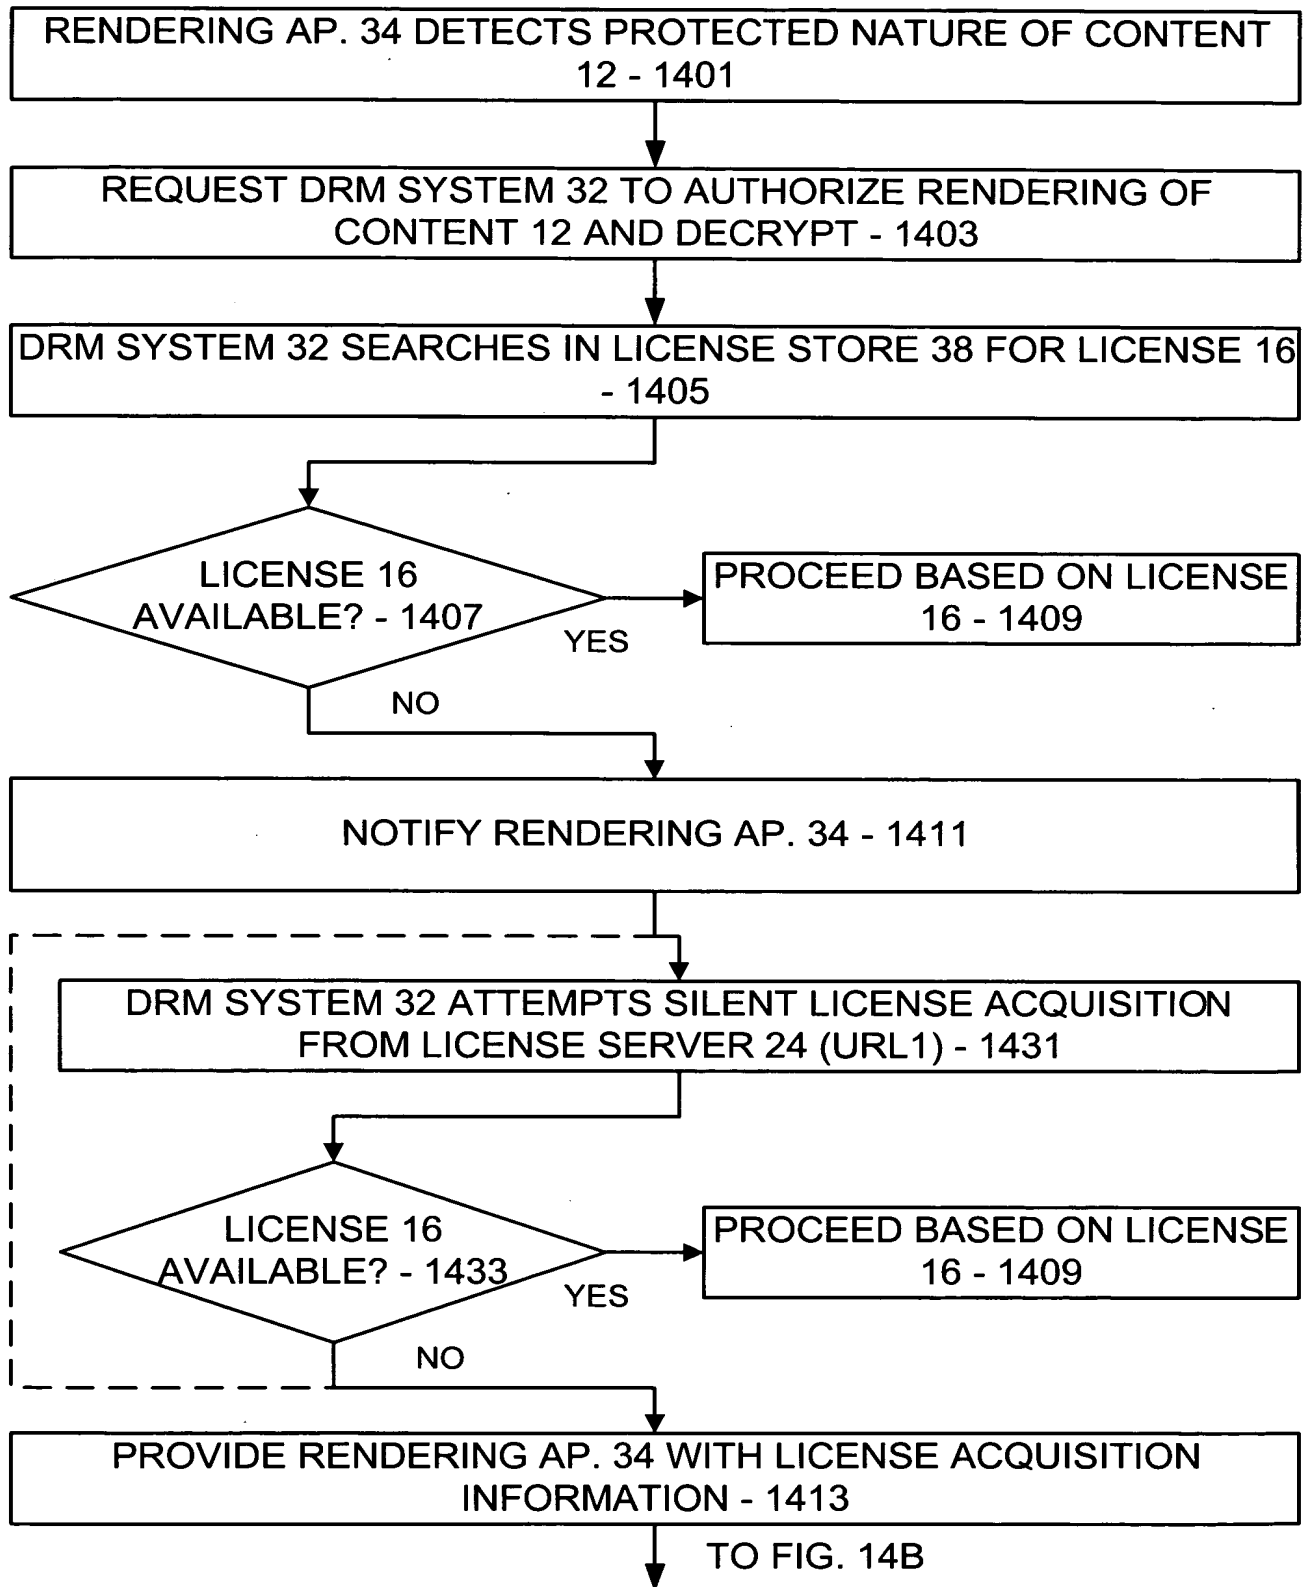 RENDERING AP. 34 DETECTS PROTECTED NATURE OF CONTENT
12 - 1401
REQUEST DRM SYSTEM 32 TO AUTHORIZE RENDERING OF
CONTENT 12 AND DECRYPT - 1403
DRM SYSTEM 32 SEARCHES IN LICENSE STORE 38 FOR LICENSE 16
- 1405
LICENSE 16
AVAILABLE? - 1407
YES
PROCEED BASED ON LICENSE
16 - 1409
NO
NOTIFY RENDERING AP. 34 - 1411
DRM SYSTEM 32 ATTEMPTS SILENT LICENSE ACQUISITION
FROM LICENSE SERVER 24 (URL1) - 1431
LICENSE 16
AVAILABLE? - 1433
YES
PROCEED BASED ON LICENSE
16 - 1409
NO
PROVIDE RENDERING AP. 34 WITH LICENSE ACQUISITION
INFORMATION - 1413
TO FIG. 14B